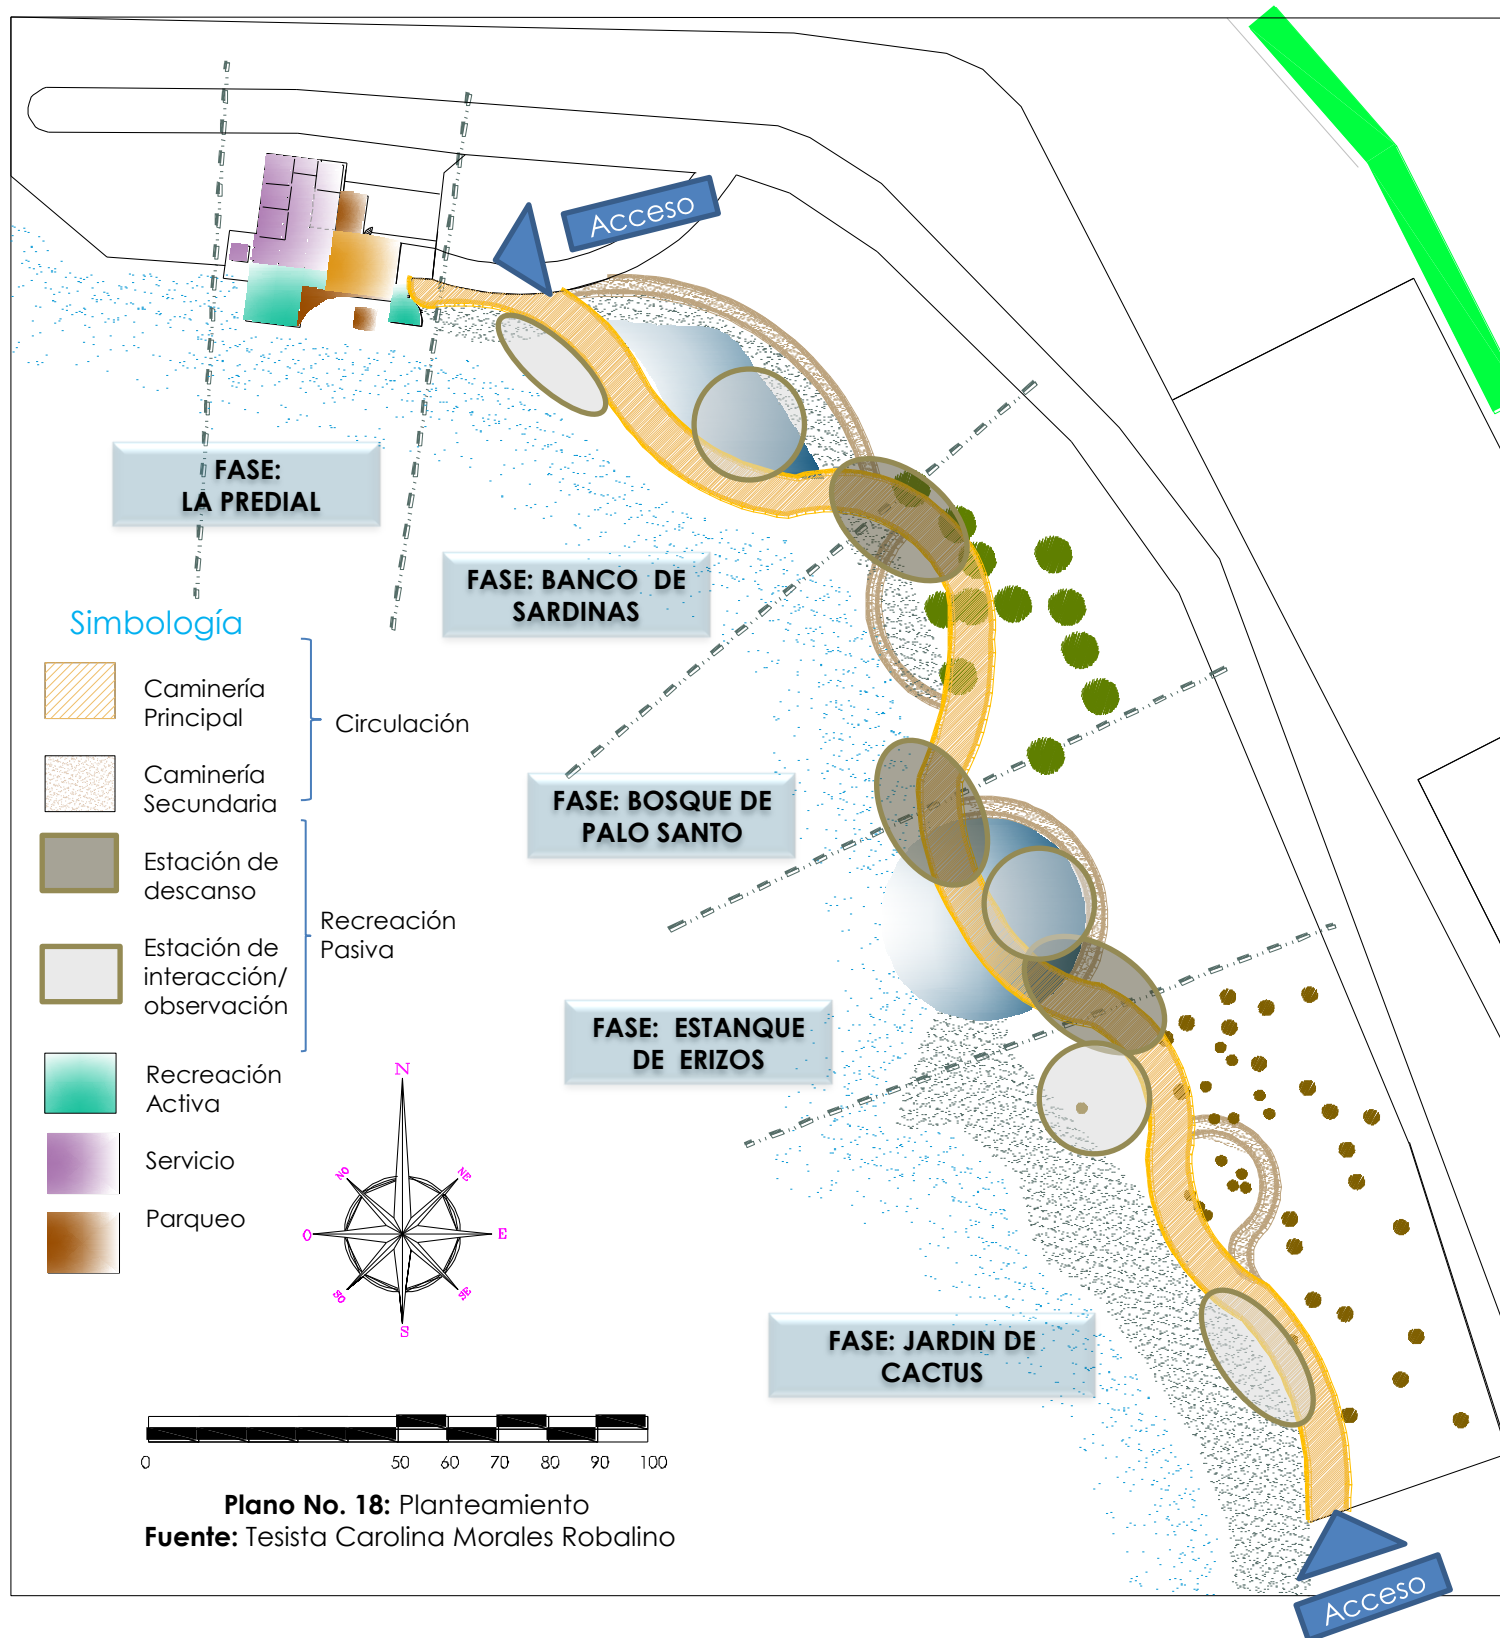 Acceso
FASE:
LA PREDIAL
FASE: BANCO DE
SARDINAS
Simbología
Caminería
Principal
Circulación
Caminería
Secundaria
FASE: BOSQUE DE
PALO SANTO
Estación de
descanso
Recreación
Pasiva
Estación de
interacción/
observación
FASE: ESTANQUE
DE ERIZOS
Recreación
Activa
Servicio
Parqueo
N
NO
NE
O
E
SO
SE
S
FASE: JARDIN DE
CACTUS
0 50 60 70 80 90 100
Plano No. 18: Planteamiento
Fuente: Tesista Carolina Morales Robalino
Acceso